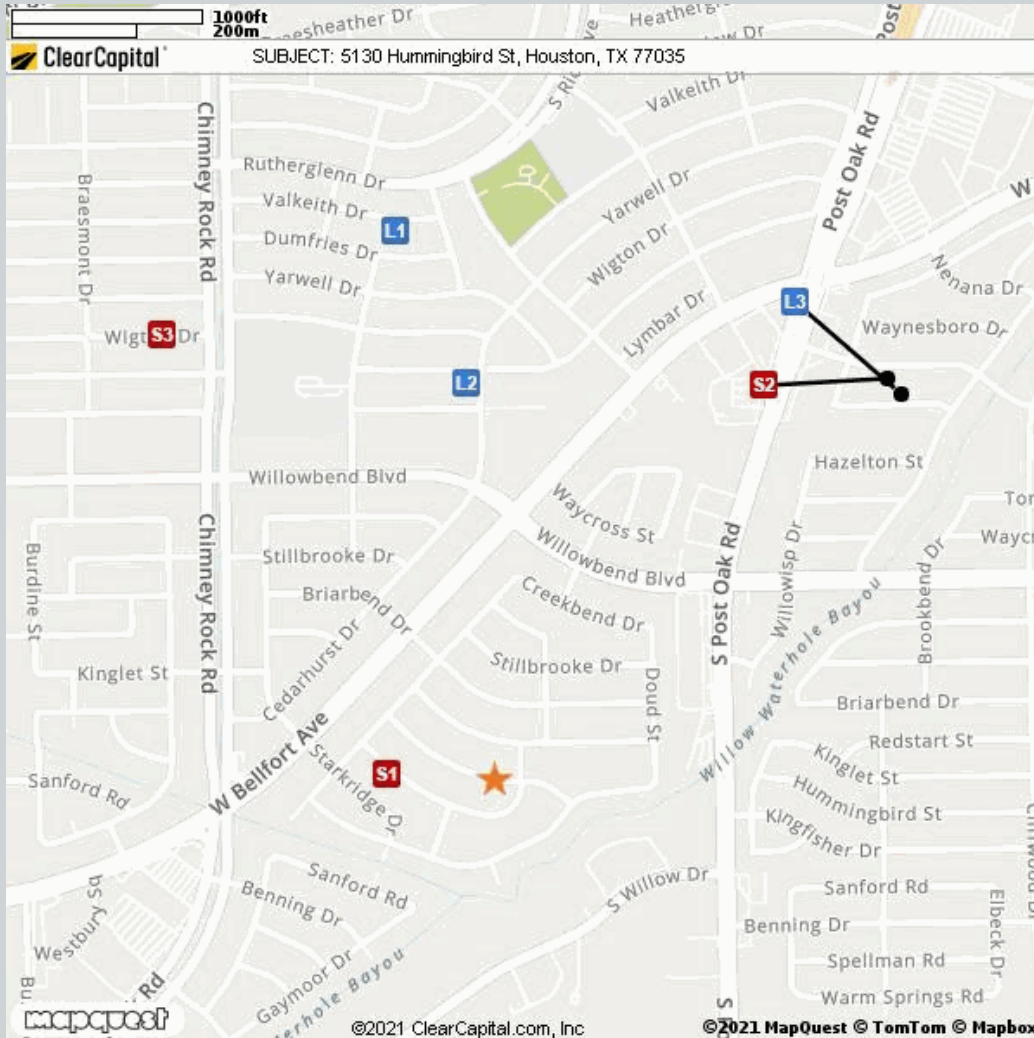 1000ft
200m
ClearCapital
SUBJECT: 5130 Hummingbird St, Houston, TX 77035
Valkeith Dr
Post Oak Rd
Rutherglenn Dr
Chimney Rock Rd
Braesmont Dr
Valkeith Dr
L1
Yarwell Dr
Dumfries Dr
Wigton Dr
Yarwell Dr
Nenana Dr
L3
Lymbar Dr
Waynesboro Dr
S3
Dr
L2
S2
Hazelton St
Willowbend Blvd
Waycross St
Chimney Rock Rd
Stillbrooke Dr
Willowbend Blvd
S Post Oak Rd
Willowisp Dr
Burdine St
Briarbend Dr
Creekbend Dr
Brookbend Dr
Cedarhurst Dr
Stillbrooke Dr
Doud St
Kinglet St
Willow Waterhole Bayou
Briarbend Dr
Redstart St
W Bellfort Ave
Starkridge Dr
S1
Kinglet St
Sanford Rd
Hummingbird St
Kingfisher Dr
Sanford Rd
S Willow Dr
Sanford Rd
Benning Dr
Elbeck Dr
Westbury Sq
Benning Dr
Gaymoor Dr
Spellman Rd
Bayou
Rd
Warm Springs Rd
mapquest
©2021 ClearCapital.com, Inc
©2021 MapQuest © TomTom © Mapbox